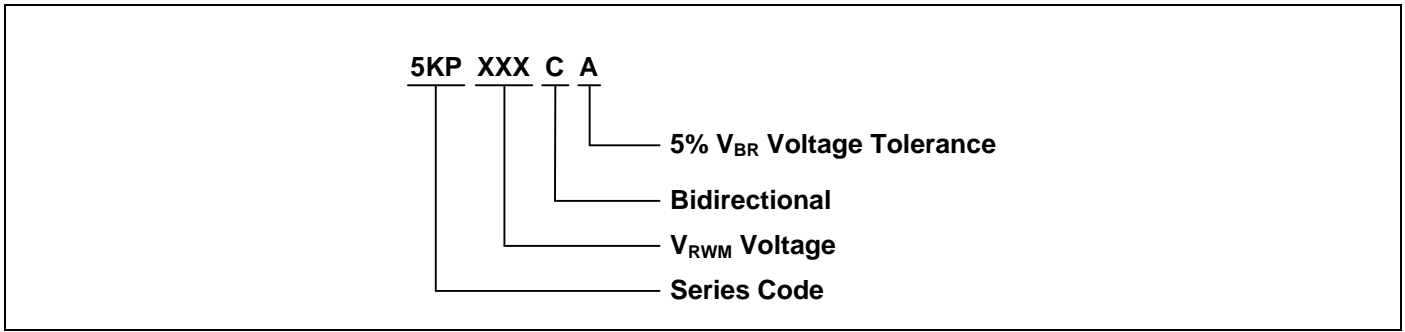 5KP XXX C A
5% VBR Voltage Tolerance
Bidirectional
VRWM Voltage
Series Code